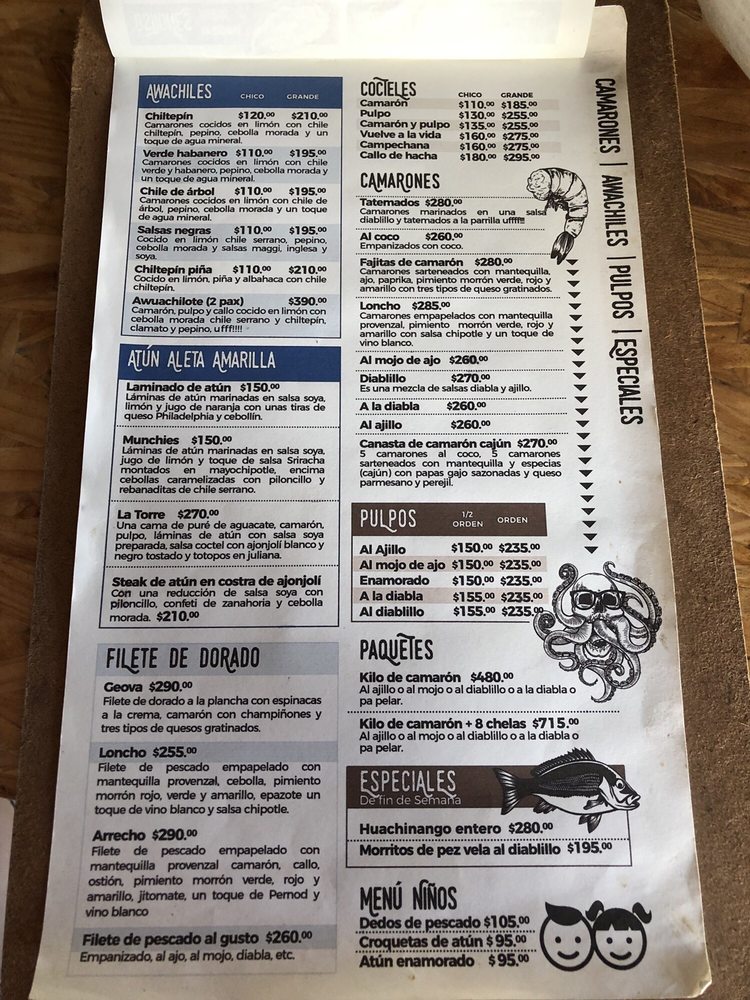 AWACHILES CHICO GRANDE
Chiltepín $120.00 $210.00
Camarones cocidos en limón con chile
chiltepín, pepino, cebolla morada y un
toque de agua mineral.
Verde habanero $110.00 $195.00
Camarones cocidos en limón con chile
verde y habanero, pepino, cebolla morada y
un toque de agua mineral.
Chile de árbol $110.00 $195.00
Camarones cocidos en limón con chile de
árbol, pepino, cebolla morada y un toque
de agua mineral.
Salsas negras $110.00 $195.00
Cocido en limón chile serrano, pepino,
cebolla morada y salsas maggi, inglesa y
soya.
Chiltepín piña $110.00 $210.00
Cocido en limón, piña y albahaca con chile
chiltepín.
Awuachilote (2 pax) $390.00
Camarón, pulpo y callo cocido en limón con
cebolla morada chile serrano y chiltepín,
clamato y pepino, ufff!!!!
ATÚN ALETA AMARILLA
Laminado de atún $150.00
Láminas de atún marinadas en salsa soya,
limón y jugo de naranja con unas tiras de
queso Philadelphia y cebollín.
Munchies $150.00
Láminas de atún marinadas en salsa soya,
jugo de limón y toque de salsa Sriracha
montados en mayochipotle, encima
cebollas caramelizadas con piloncillo y
rebanaditas de chile serrano.
La Torre $270.00
Una cama de puré de aguacate, camarón,
pulpo, láminas de atún con salsa soya
preparada, salsa coctel con ajonjolí blanco y
negro tostado y totopos en juliana.
Steak de atún en costra de ajonjolí
Con una reducción de salsa soya con
piloncillo, confeti de zanahoria y cebolla
morada. $210.00
FILETE DE DORADO
Geova $290.00
Filete de dorado a la plancha con espinacas
a la crema, camarón con champiñones y
tres tipos de quesos gratinados.
Loncho $255.00
Filete de pescado empapelado con
mantequilla provenzal, cebolla, pimiento
morrón rojo, verde y amarillo, epazote un
toque de vino blanco y salsa chipotle.
Arrecho $290.00
Filete de pescado empapelado con
mantequilla provenzal camarón, callo,
ostión, pimiento morrón verde, rojo y
amarillo, jitomate, un toque de Pernod y
vino blanco
Filete de pescado al gusto $260.00
Empanizado, al ajo, al mojo, diabla, etc.
COCTELES CHICO GRANDE
Camarón $110.00 $185.00
Pulpo $130.00 $255.00
Camarón y pulpo $135.00 $255.00
Vuelve a la vida $160.00 $275.00
Campechana $160.00 $275.00
Callo de hacha $180.00 $295.00
CAMARONES
Tatemados $280.00
Camarones marinados en una salsa
diablillo y tatemados a la parrilla uffff!!!
Al coco $260.00
Empanizados con coco.
Fajitas de camarón $280.00
Camarones sarteneados con mantequilla,
ajo, paprika, pimiento morrón verde, rojo y
amarillo con tres tipos de queso gratinados.
Loncho $285.00
Camarones empapelados con mantequilla
provenzal, pimiento morrón verde, rojo y
amarillo con salsa chipotle y un toque de
vino blanco.
Al mojo de ajo $260.00
Diablillo $270.00
Es una mezcla de salsas diabla y ajillo.
A la diabla $260.00
Al ajillo $260.00
Canasta de camarón cajún $270.00
5 camarones al coco, 5 camarones
sarteneados con mantequilla y especias
(cajún) con papas gajo sazonadas y queso
parmesano y perejil.
PULPOS 1/2 ORDEN ORDEN
Al Ajillo $150.00 $235.00
Al mojo de ajo $150.00 $235.00
Enamorado $150.00 $235.00
A la diabla $155.00 $235.00
Al diablillo $155.00 $235.00
PAQUETES
Kilo de camarón $480.00
Al ajillo o al mojo o al diablillo o a la diabla o
pa pelar.
Kilo de camarón + 8 chelas $715.00
Al ajillo o al mojo o al diablillo o a la diabla o
pa pelar.
ESPECIALES
De fin de Semana
Huachinango entero $280.00
Morritos de pez vela al diablillo $195.00
MENÚ NIÑOS
Dedos de pescado $105.00
Croquetas de atún $ 95.00
Atún enamorado $ 95.00
CAMARONES | AWACHILES | PULPOS | ESPECIALES